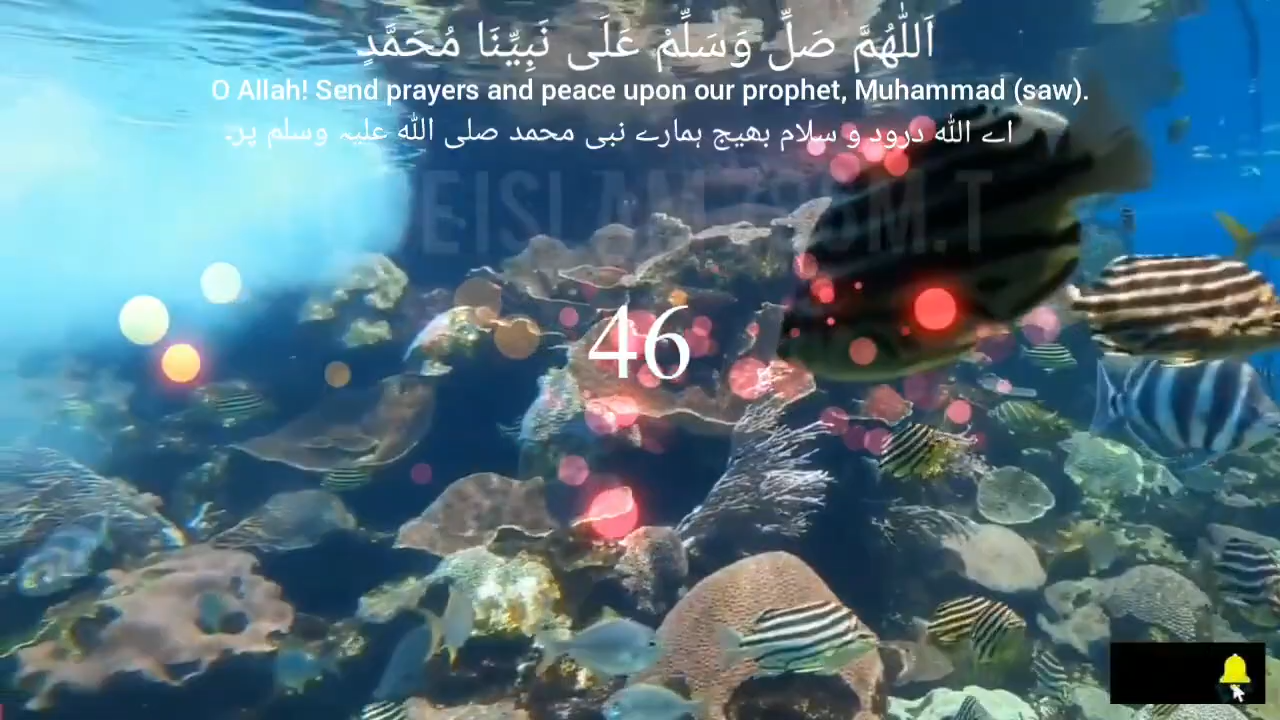 اَللّٰهُمَّ صَلِّ وَسَلِّمْ عَلَى نَبِيِّنَا مُحَمَّدٍ
O Allah! Send prayers and peace upon our prophet, Muhammad (saw).
اے اللہ درود و سلام بھیج ہمارے نبی محمد صلی اللہ علیہ وسلم پر۔
46